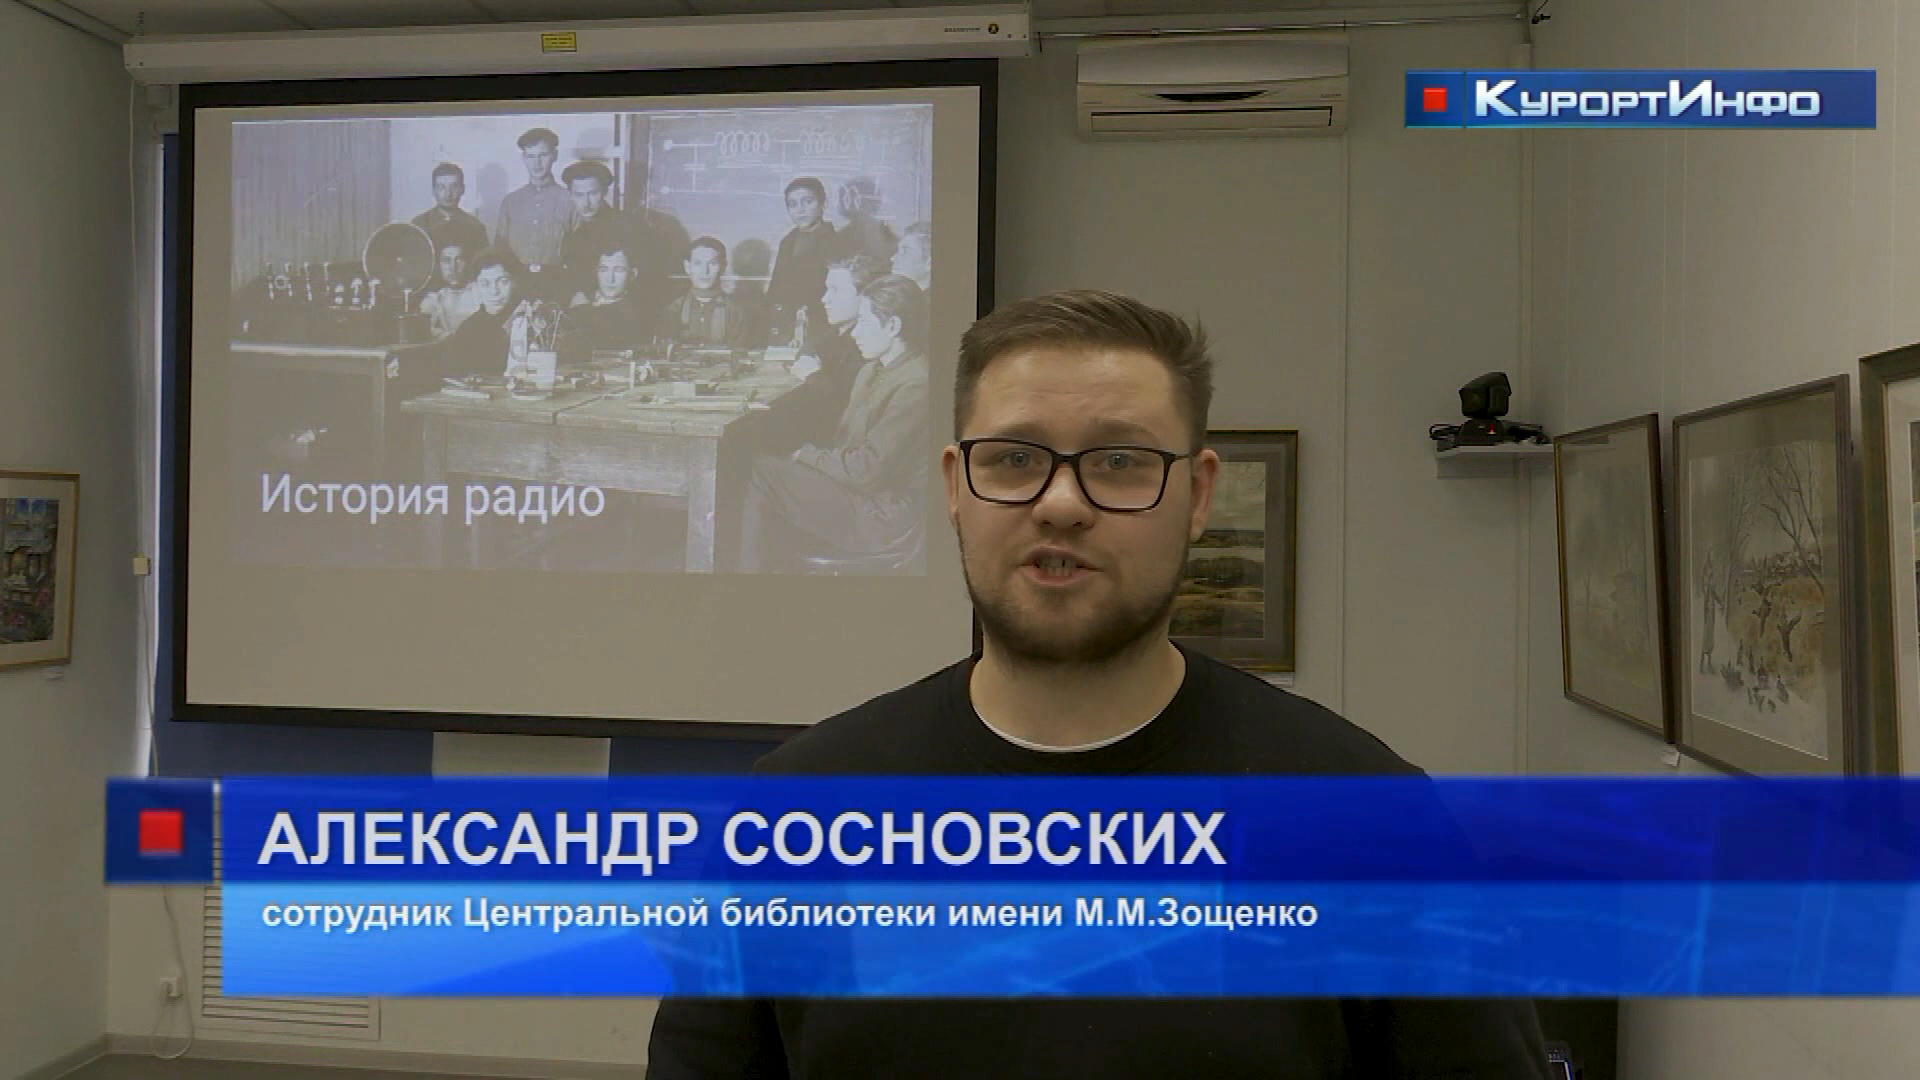 КурортИнфо
История радио
АЛЕКСАНДР СОСНОВСКИХ
сотрудник Центральной библиотеки имени М.М.Зощенко